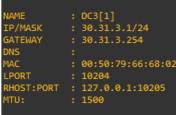 NAME : DC3[1]
IP/MASK : 30.31.3.1/24
GATEWAY : 30.31.3.254
DNS :
MAC : 00:50:79:66:68:02
LPORT : 10204
RHOST:PORT : 127.0.0.1:10205
MTU: : 1500